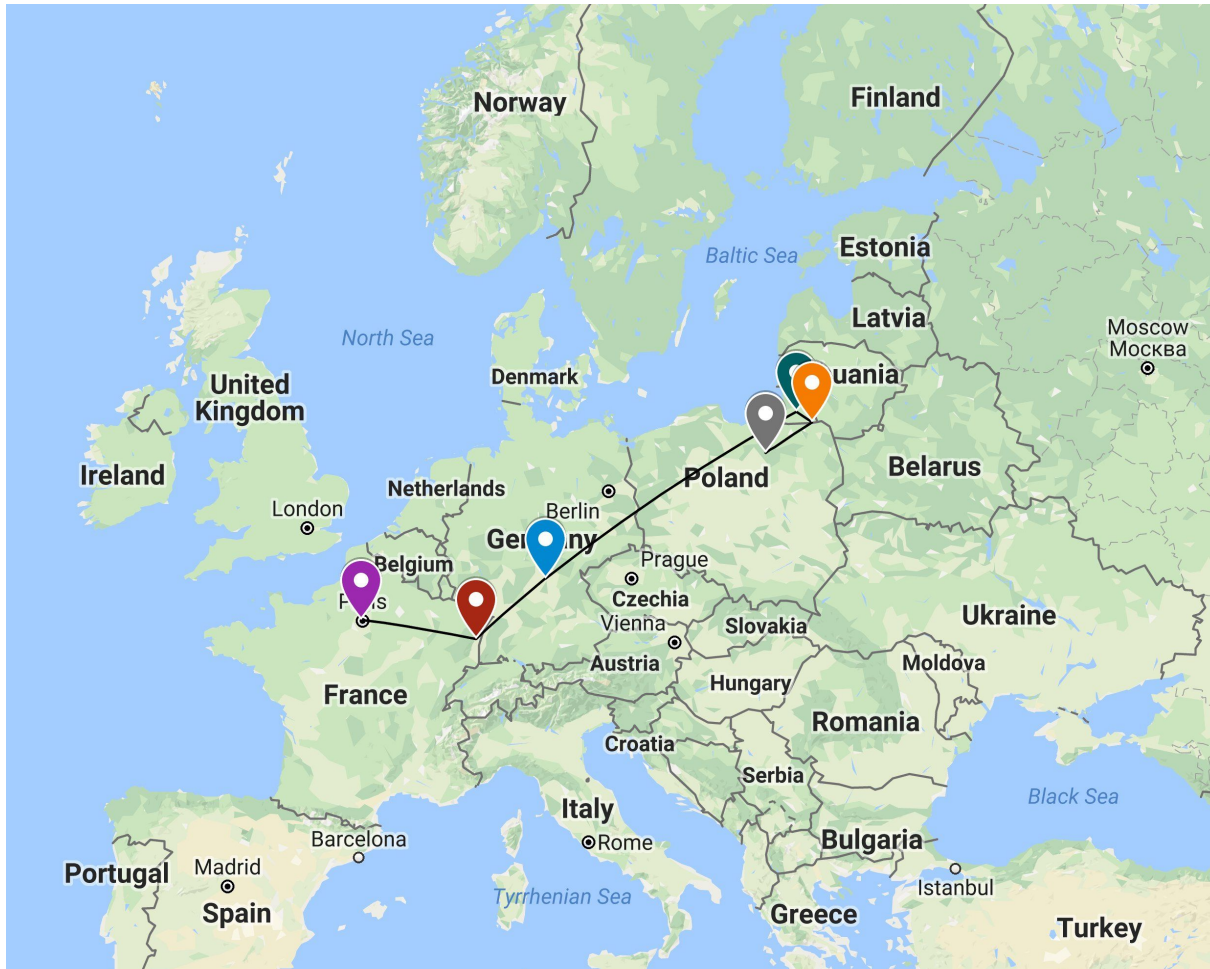 Norway
Finland
Estonia
Baltic Sea
Latvia
North Sea
Moscow
Москва
Denmark
uania
United
Kingdom
Ireland
Poland
Belarus
Netherlands
London
Berlin
Belgium
Prague
Czechia
Ukraine
Vienna
Slovakia
Austria
Moldova
Hungary
France
Romania
Croatia
Serbia
Black Sea
Italy
Barcelona
Rome
Bulgaria
Portugal
Madrid
Istanbul
Tyrrhenian Sea
Spain
Greece
Turkey